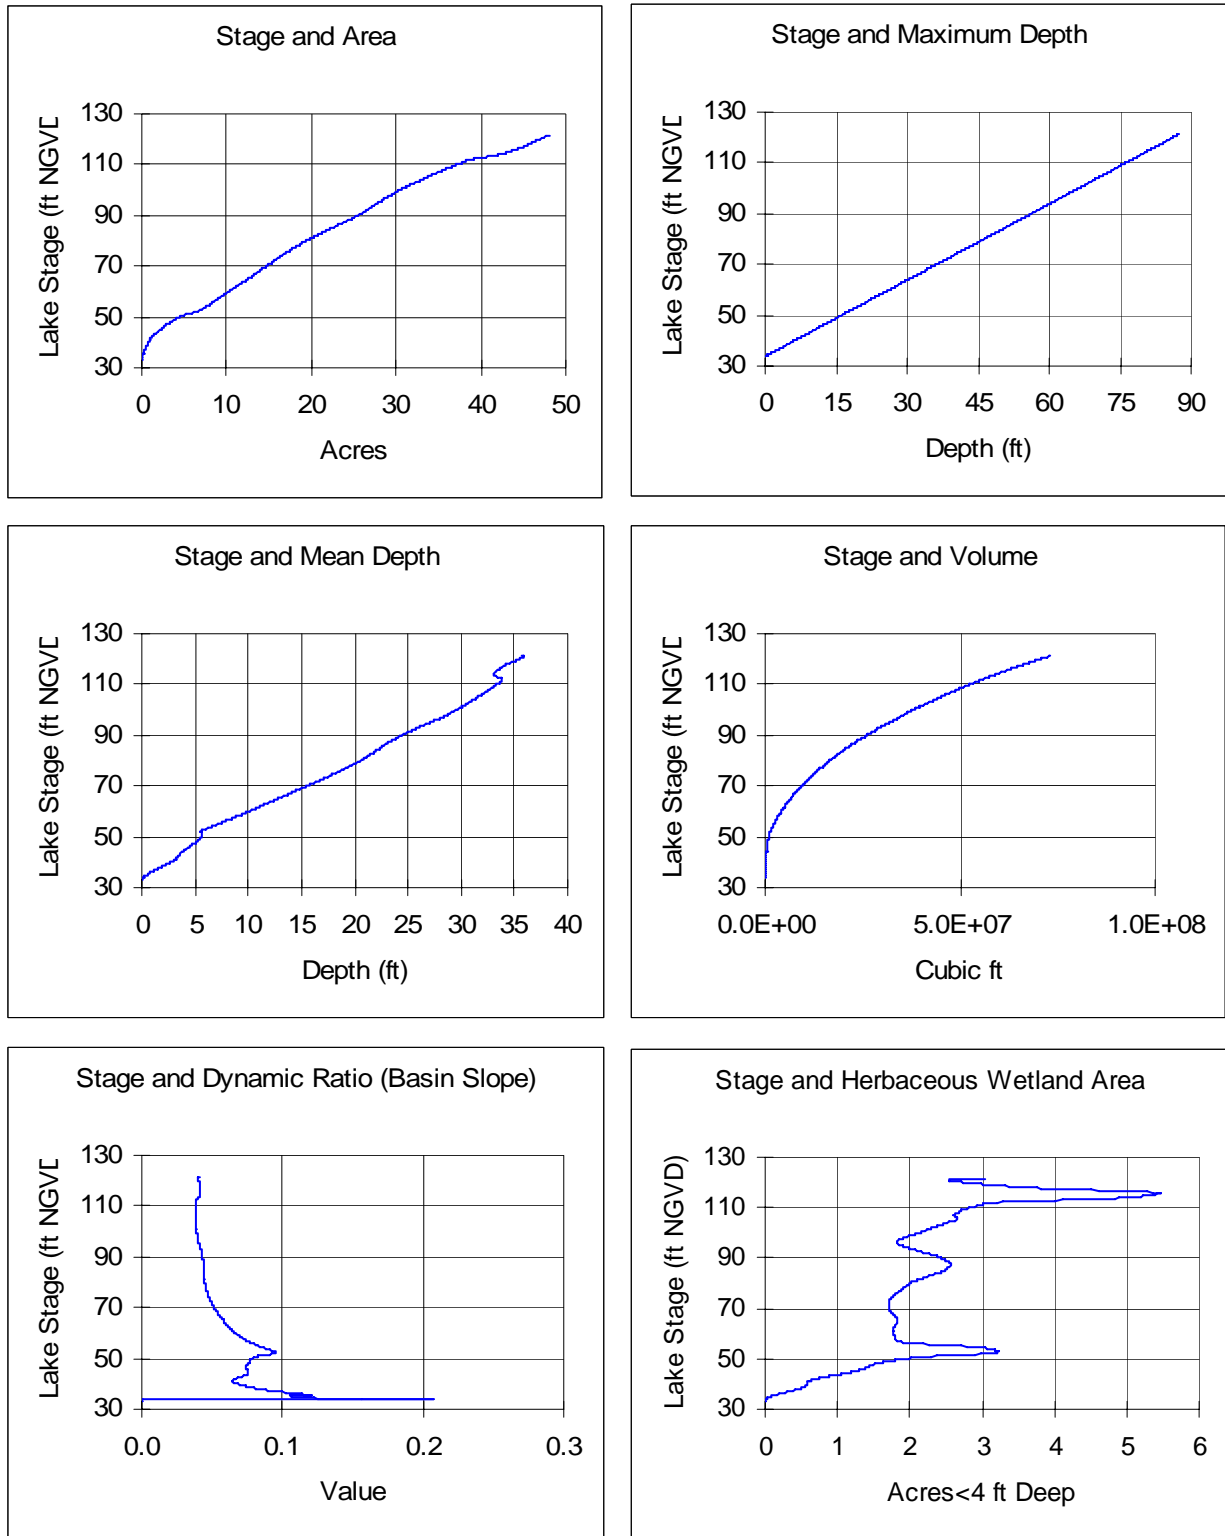 Stage and Area
Lake Stage (ft NGVD
130
110
90
70
50
30
0 10 20 30 40 50
Acres
Stage and Maximum Depth
Lake Stage (ft NGVD
130
110
90
70
50
30
0 15 30 45 60 75 90
Depth (ft)
Stage and Mean Depth
Lake Stage (ft NGVD
130
110
90
70
50
30
0 5 10 15 20 25 30 35 40
Depth (ft)
Stage and Volume
Lake Stage (ft NGVD
130
110
90
70
50
30
0.0E+00 5.0E+07 1.0E+08
Cubic ft
Stage and Dynamic Ratio (Basin Slope)
Lake Stage (ft NGVD
130
110
90
70
50
30
0.0 0.1 0.2 0.3
Value
Stage and Herbaceous Wetland Area
Lake Stage (ft NGVD)
130
110
90
70
50
30
0 1 2 3 4 5 6
Acres<4 ft Deep